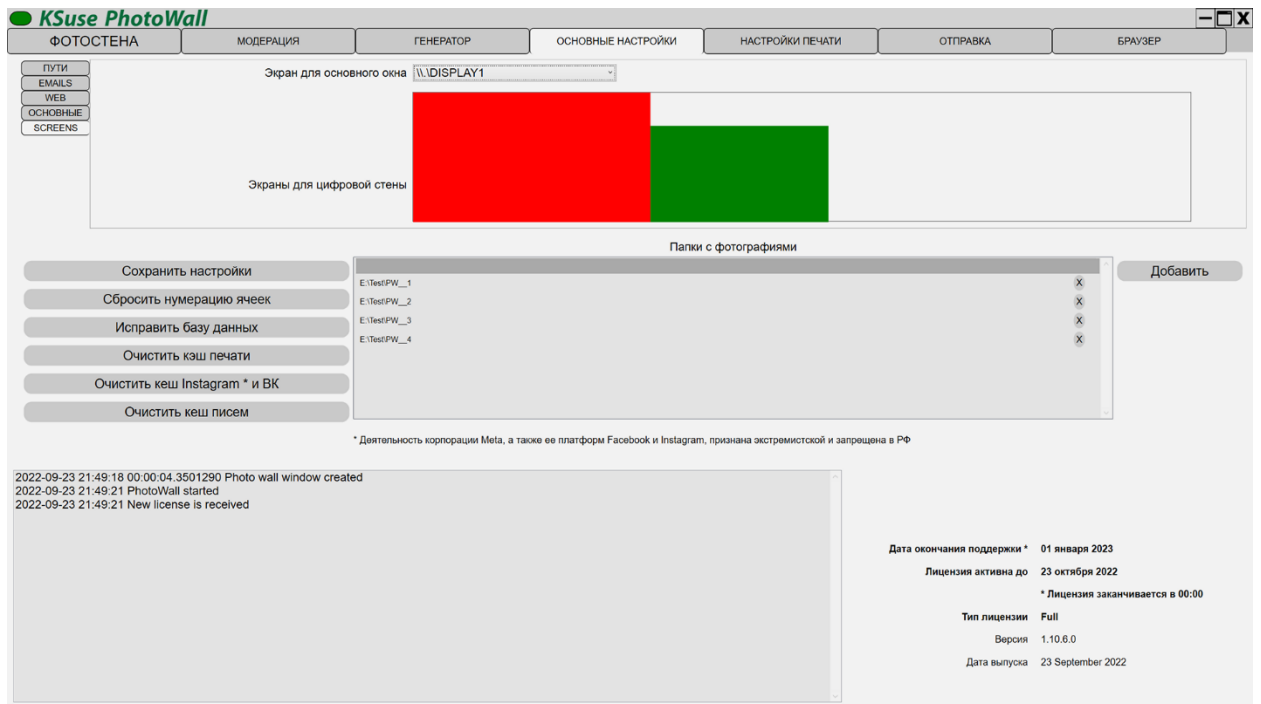 KSuse PhotoWall
ФОТОСТЕНА МОДЕРАЦИЯ ГЕНЕРАТОР ОСНОВНЫЕ НАСТРОЙКИ НАСТРОЙКИ ПЕЧАТИ ОТПРАВКА БРАУЗЕР
ПУТИ
EMAILS
WEB
ОСНОВНЫЕ
SCREENS
Экран для основного окна \\.\DISPLAY1
Экраны для цифровой стены
Папки с фотографиями
Сохранить настройки
Сбросить нумерацию ячеек
Исправить базу данных
Очистить кэш печати
Очистить кеш Instagram * и ВК
Очистить кеш писем
E:\Test\PW__1 X
E:\Test\PW__2 X
E:\Test\PW__3 X
E:\Test\PW__4 X
Добавить
* Деятельность корпорации Meta, а также ее платформ Facebook и Instagram, признана экстремистской и запрещена в РФ
2022-09-23 21:49:18 00:00:04.3501290 Photo wall window created
2022-09-23 21:49:21 PhotoWall started
2022-09-23 21:49:21 New license is received
Дата окончания поддержки * 01 января 2023
Лицензия активна до 23 октября 2022
* Лицензия заканчивается в 00:00
Тип лицензии Full
Версия 1.10.6.0
Дата выпуска 23 September 2022